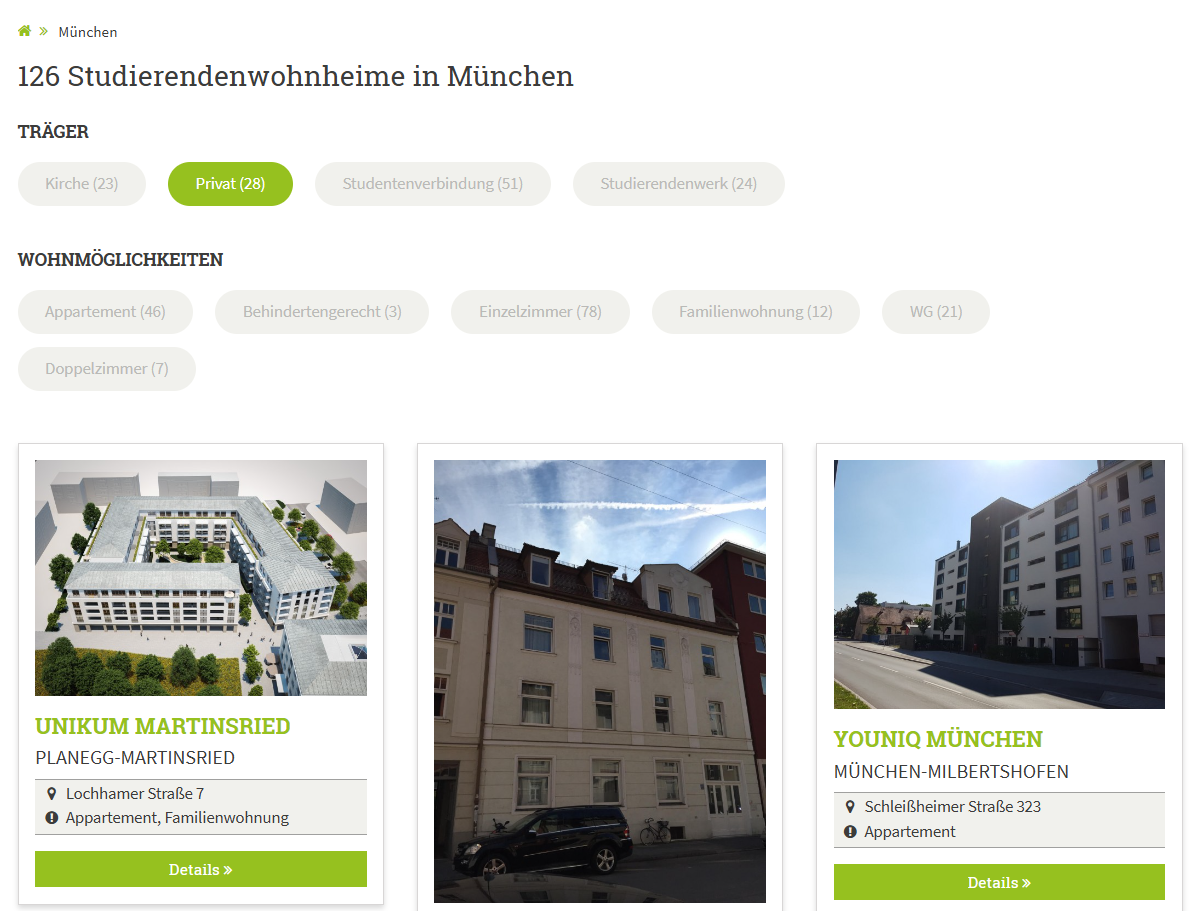 München
126 Studierendenwohnheime in München
TRÄGER
Kirche (23)
Privat (28)
Studentenverbindung (51)
Studierendenwerk (24)
WOHNMÖGLICHKEITEN
Appartement (46)
Behindertengerecht (3)
Einzelzimmer (78)
Familienwohnung (12)
WG (21)
Doppelzimmer (7)
UNIKUM MARTINSRIED
PLANEGG-MARTINSRIED
Lochhamer Straße 7
Appartement, Familienwohnung
Details »
YOUNIQ MÜNCHEN
MÜNCHEN-MILBERTSHOFEN
Schleißheimer Straße 323
Appartement
Details »